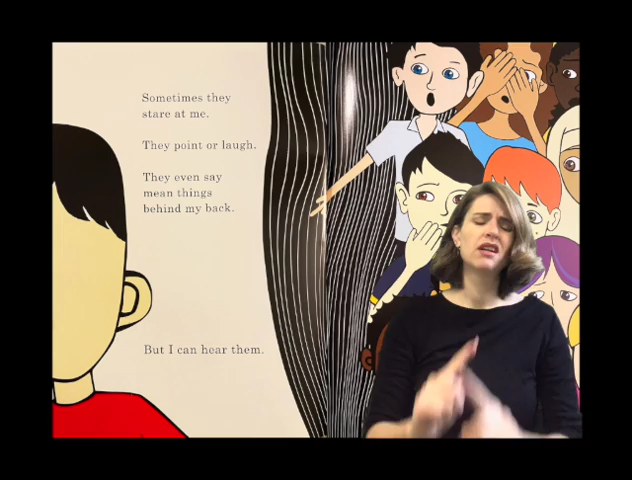 Sometimes they
stare at me.
They point or laugh.
They even say
mean things
behind my back.
But I can hear them.